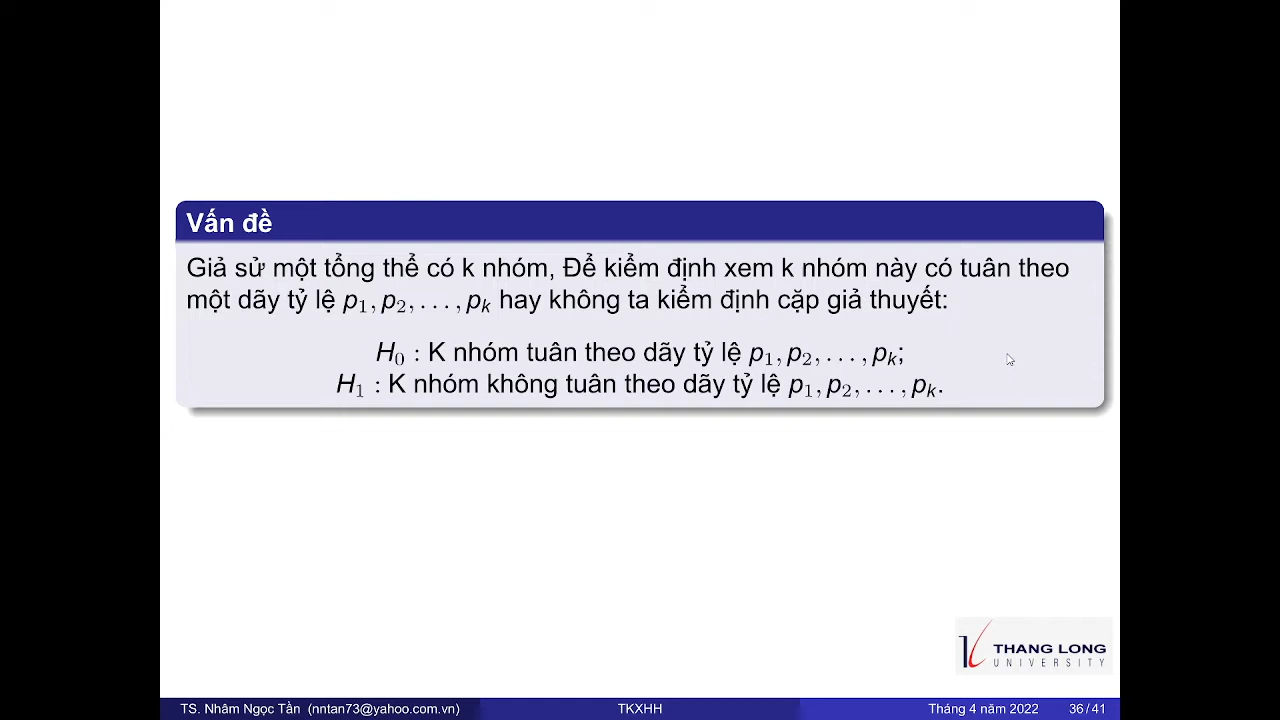 Vấn đề
Giả sử một tổng thể có k nhóm, Để kiểm định xem k nhóm này có tuân theo
một dãy tỷ lệ p₁, p₂, . . . , pₖ hay không ta kiểm định cặp giả thuyết:
H₀ : K nhóm tuân theo dãy tỷ lệ p₁, p₂, . . . , pₖ;
H₁ : K nhóm không tuân theo dãy tỷ lệ p₁, p₂, . . . , pₖ.
THANG LONG
UNIVERSITY
TS. Nhâm Ngọc Tần (nntan73@yahoo.com.vn) TKXHH Tháng 4 năm 2022 36 / 41